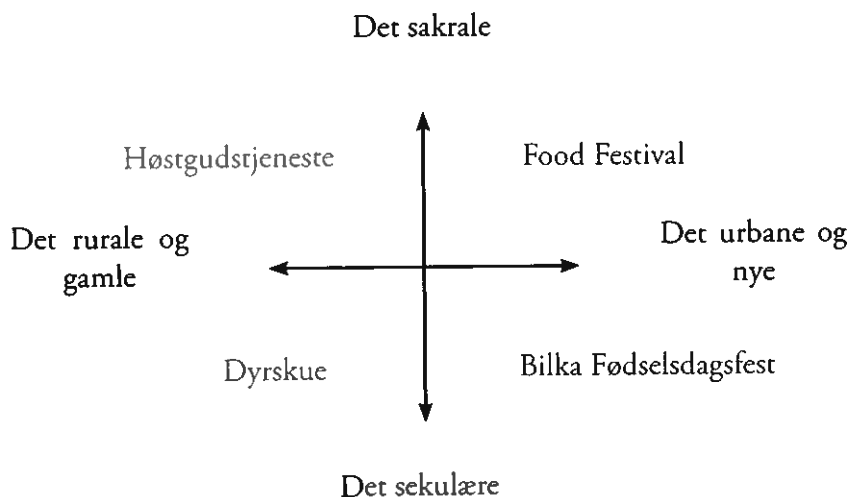 Det sakrale
Høstgudstjeneste
Food Festival
Det rurale og
gamle
Det urbane og
nye
Dyrskue
Bilka Fødselsdagsfest
Det sekulære